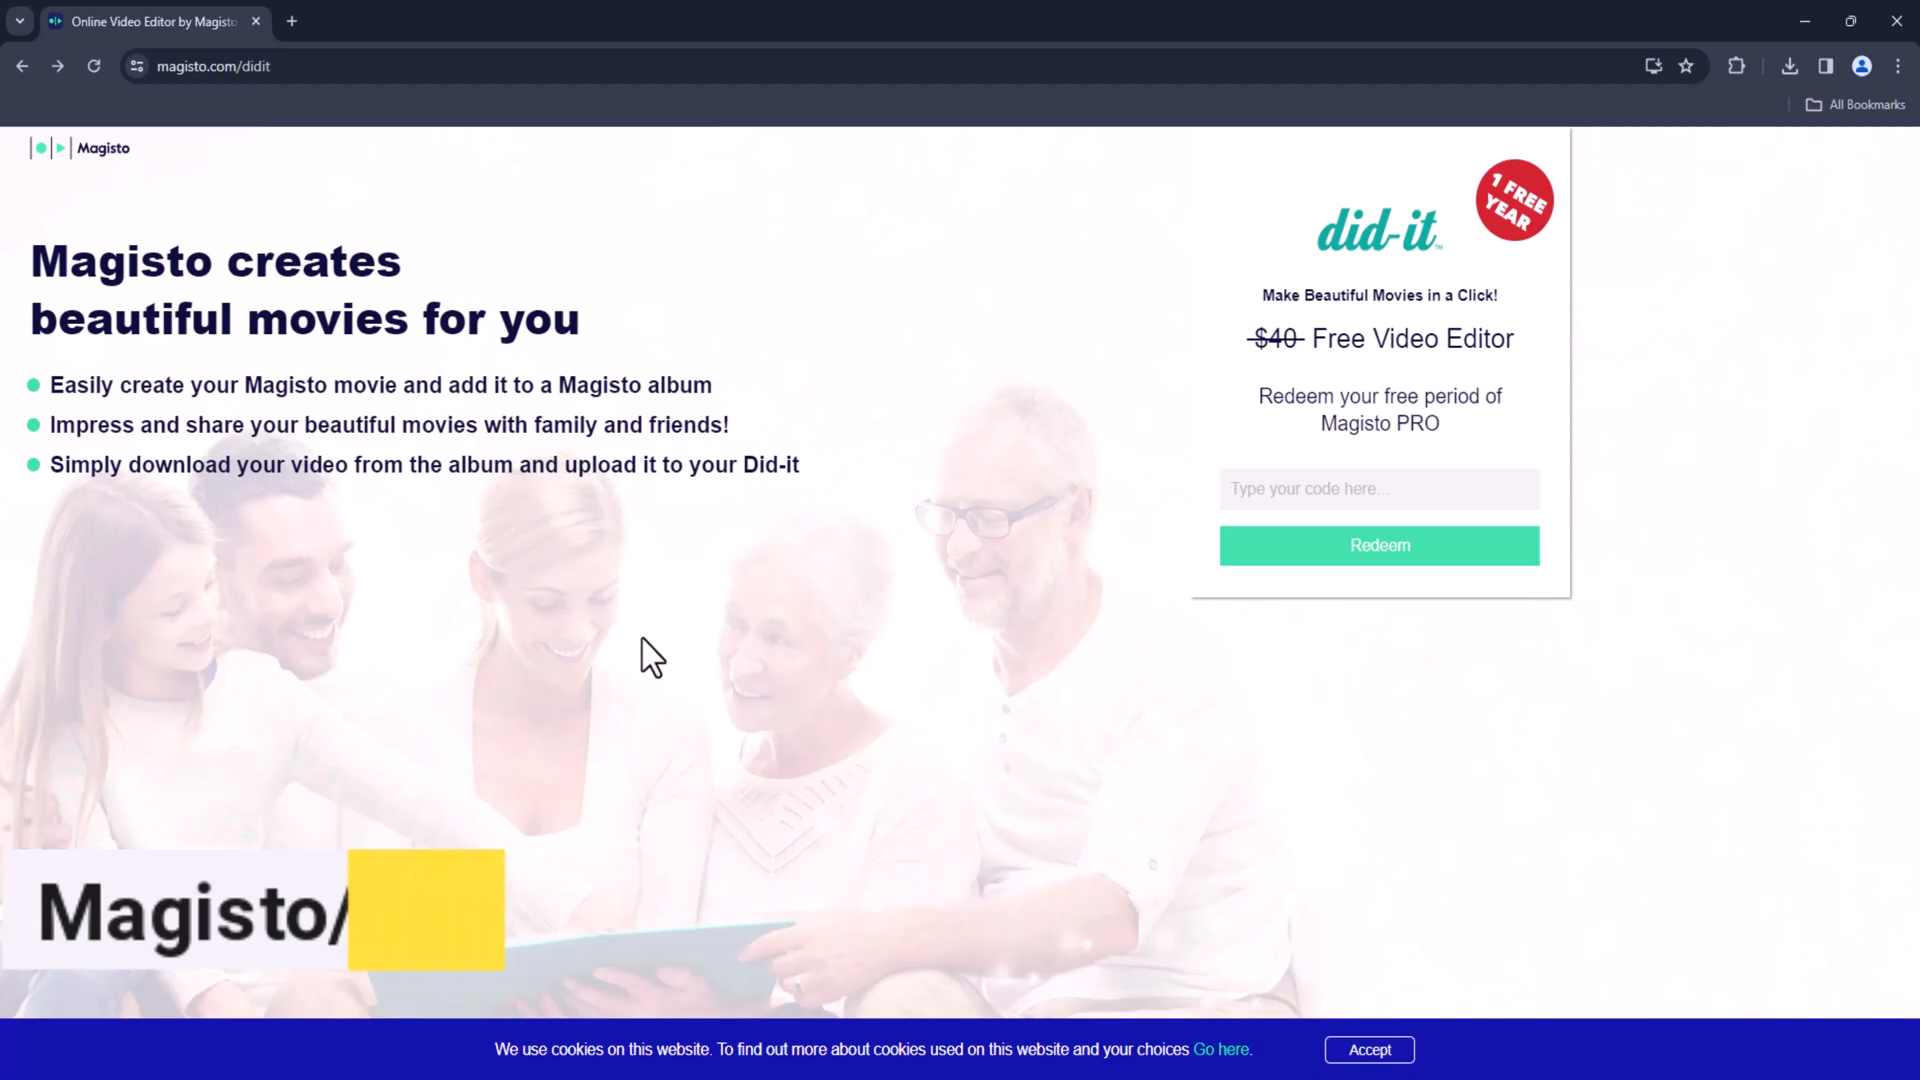 Online Video Editor by Magisto
magisto.com/didit
All Bookmarks
Magisto
Magisto creates
beautiful movies for you
Easily create your Magisto movie and add it to a Magisto album
Impress and share your beautiful movies with family and friends!
Simply download your video from the album and upload it to your Did-it
1 FREE
YEAR
did-it™
Make Beautiful Movies in a Click!
$40 Free Video Editor
Redeem your free period of
Magisto PRO
Type your code here...
Redeem
Magisto/
We use cookies on this website. To find out more about cookies used on this website and your choices Go here.
Accept